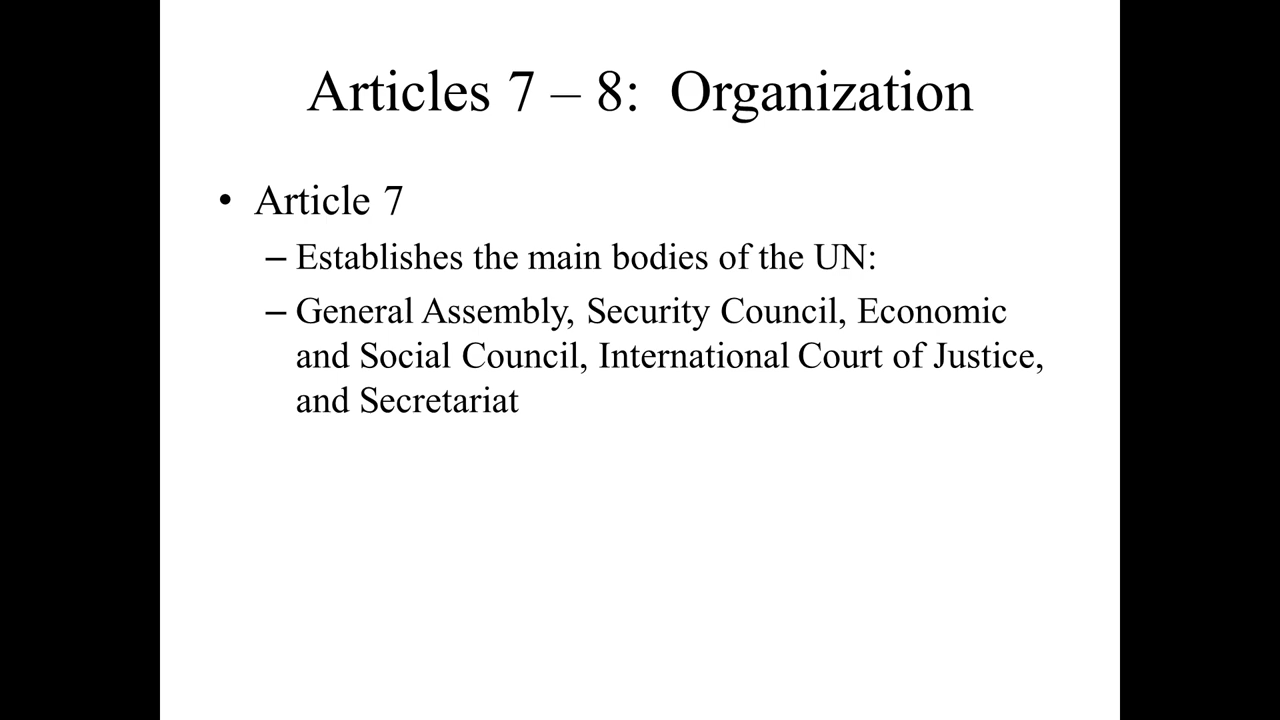 Articles 7 – 8:  Organization
• Article 7
– Establishes the main bodies of the UN:
– General Assembly, Security Council, Economic
and Social Council, International Court of Justice,
and Secretariat